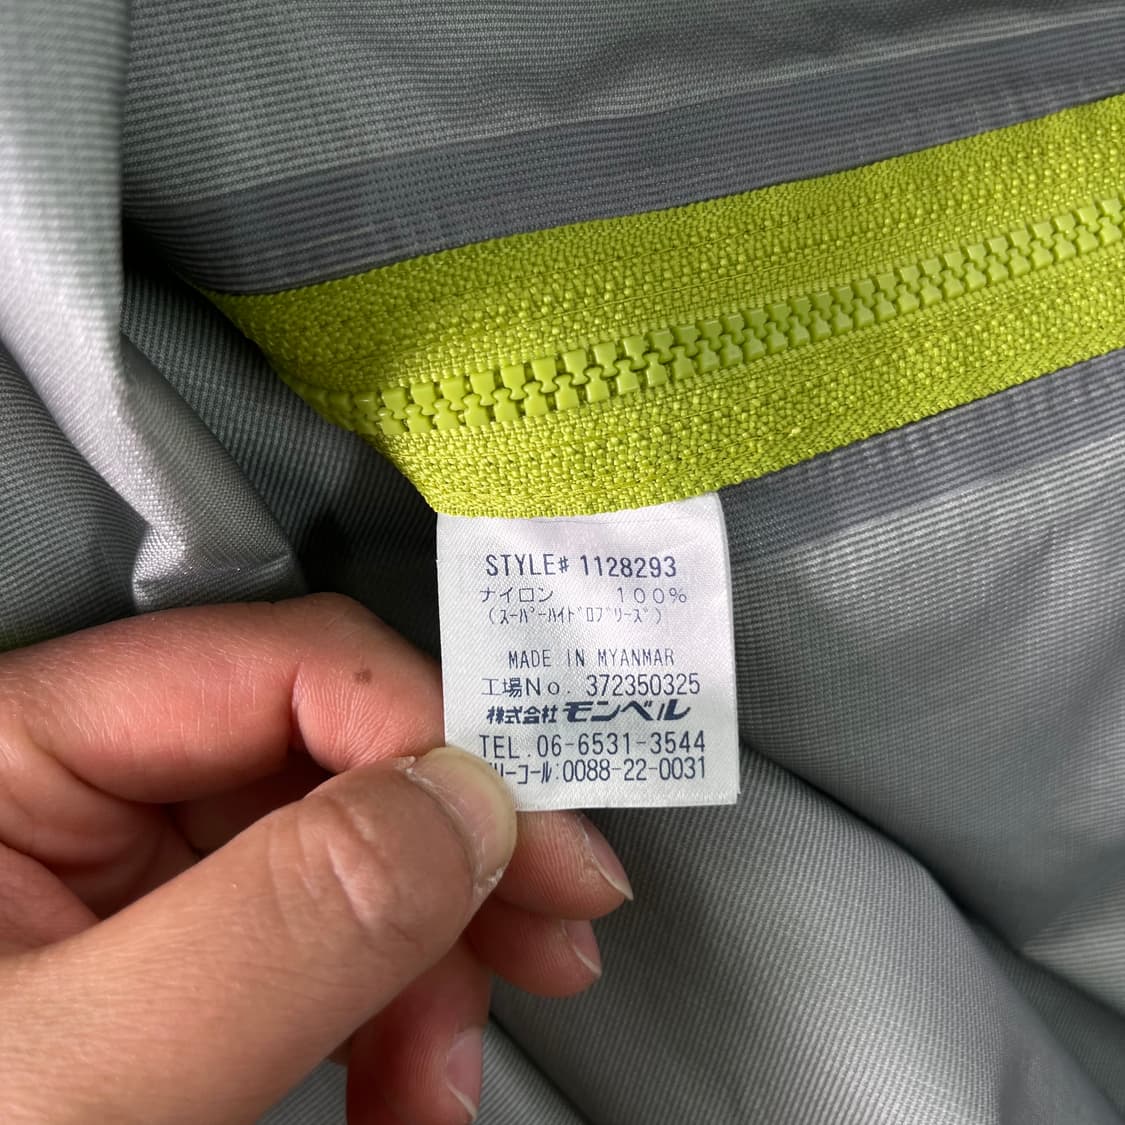 STYLE# 1128293
ナイロン 100%
(スーパーハイドロブリーズ)
MADE IN MYANMAR
工場No. 372350325
株式会社モンベル
TEL.06-6531-3544
リーコール:0088-22-0031